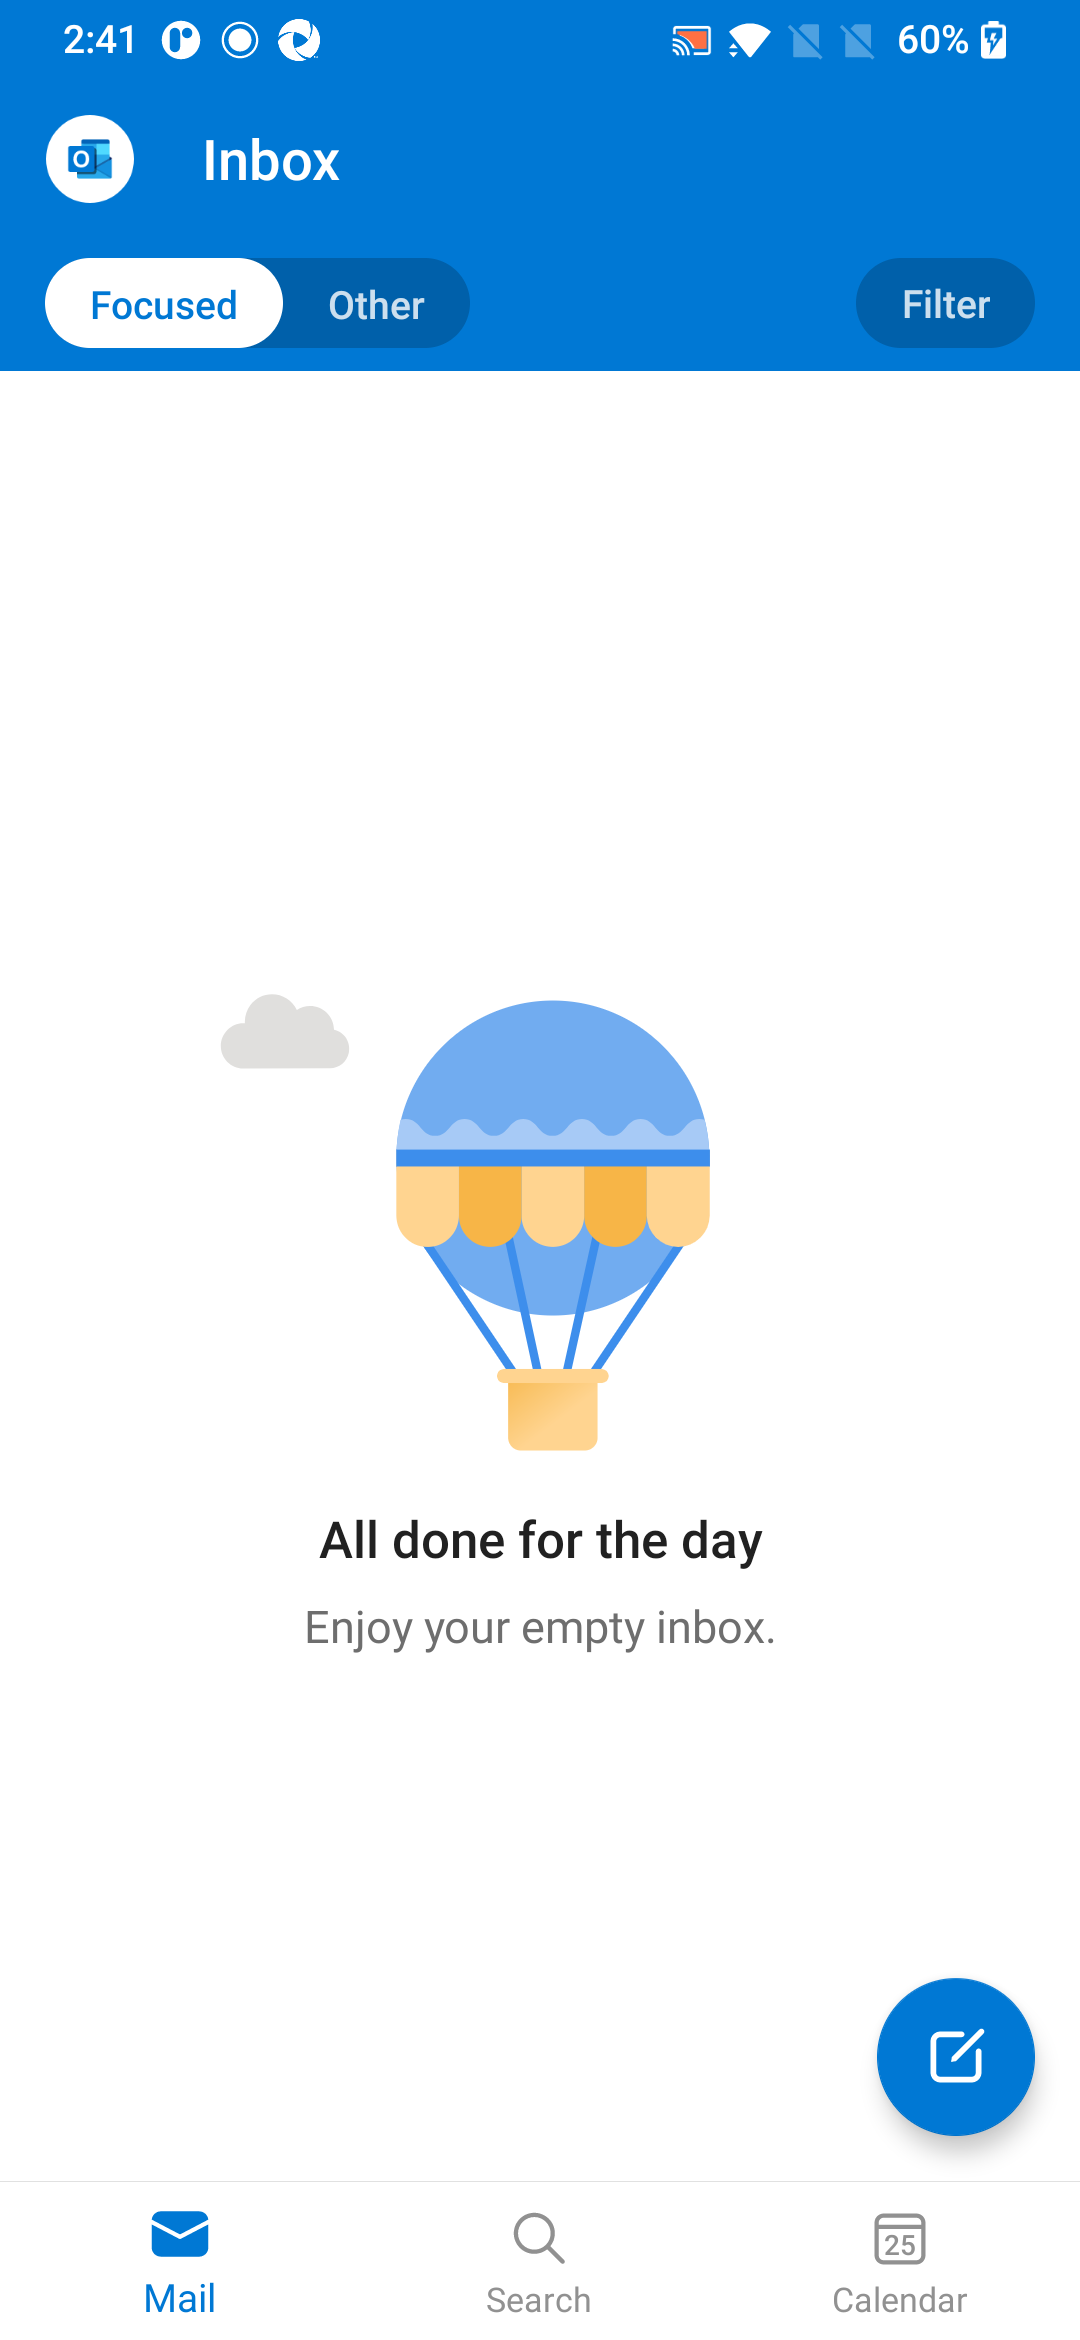 2:41
60%
Inbox
Focused
Other
Filter
All done for the day
Enjoy your empty inbox.
Mail
Search
25
Calendar